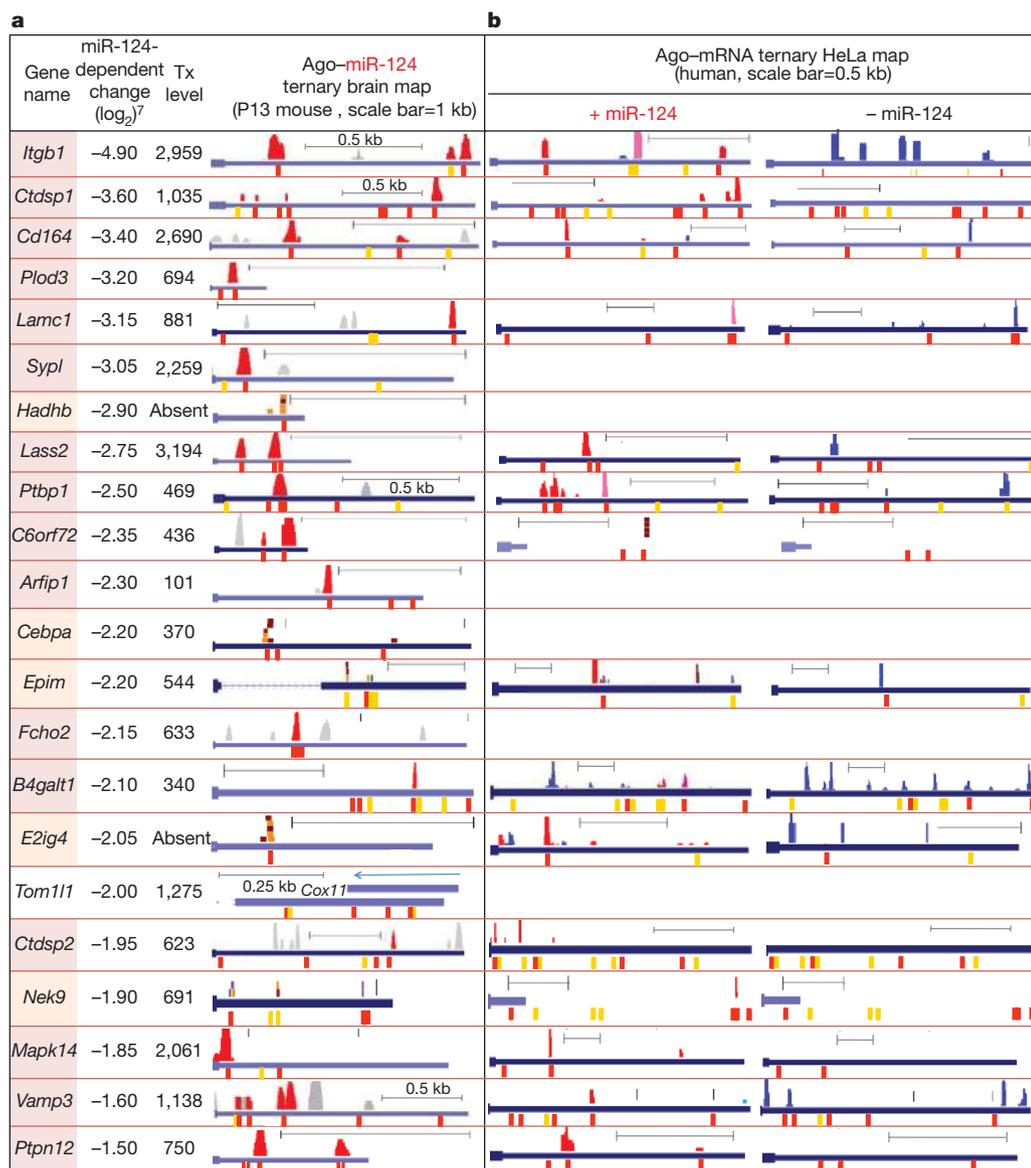 a
b
Gene name
miR-124-dependent change (log2)7
Tx level
Ago–miR-124 ternary brain map (P13 mouse , scale bar=1 kb)
Ago–mRNA ternary HeLa map
(human, scale bar=0.5 kb)
+ miR-124
– miR-124
Itgb1 –4.90 2,959 0.5 kb
Ctdsp1 –3.60 1,035 0.5 kb
Cd164 –3.40 2,690
Plod3 –3.20 694
Lamc1 –3.15 881
Sypl –3.05 2,259
Hadhb –2.90 Absent
Lass2 –2.75 3,194
Ptbp1 –2.50 469 0.5 kb
C6orf72 –2.35 436
Arfip1 –2.30 101
Cebpa –2.20 370
Epim –2.20 544
Fcho2 –2.15 633
B4galt1 –2.10 340
E2ig4 –2.05 Absent
Tom1l1 –2.00 1,275 0.25 kb Cox11
Ctdsp2 –1.95 623
Nek9 –1.90 691
Mapk14 –1.85 2,061
Vamp3 –1.60 1,138 0.5 kb
Ptpn12 –1.50 750